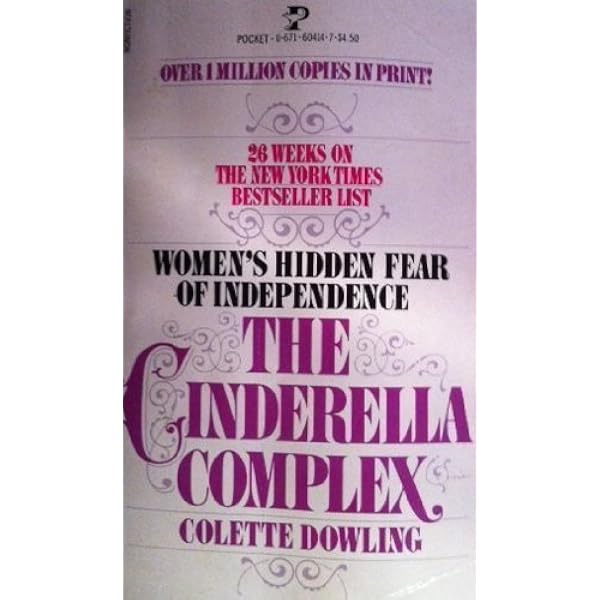 P
POCKET·0-671-60414-7·$4.50
OVER 1 MILLION COPIES IN PRINT!
26 WEEKS ON
THE NEW YORK TIMES
BESTSELLER LIST
WOMEN'S HIDDEN FEAR
OF INDEPENDENCE
THE
CINDERELLA
COMPLEX
COLETTE DOWLING